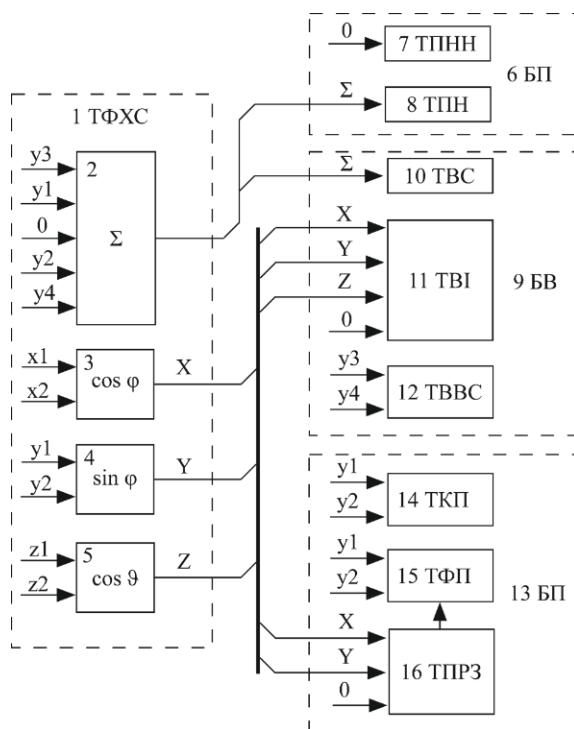 1 ТФХС
y3
y1
0
y2
y4
2
Σ
x1
x2
3
cos φ
X
y1
y2
4
sin φ
Y
z1
z2
5
cos ϑ
Z
0
7 ТПНН
6 БП
Σ
8 ТПН
Σ
10 ТВС
X
Y
Z
0
11 ТВІ
9 БВ
y3
y4
12 ТВВС
y1
y2
14 ТКП
y1
y2
15 ТФП
13 БП
X
Y
0
16 ТПРЗ